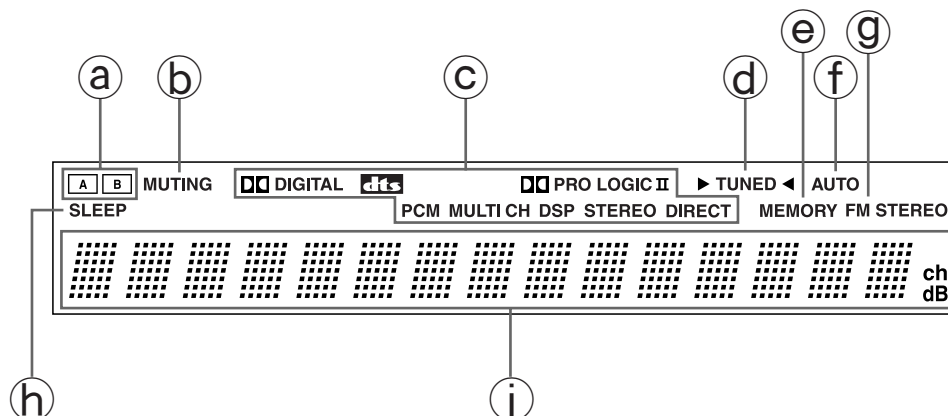 e g
a b c d f
A B MUTING DIGITAL dts PRO LOGIC II ▶ TUNED ◀ AUTO
SLEEP PCM MULTI CH DSP STEREO DIRECT MEMORY FM STEREO
ch
dB
h i